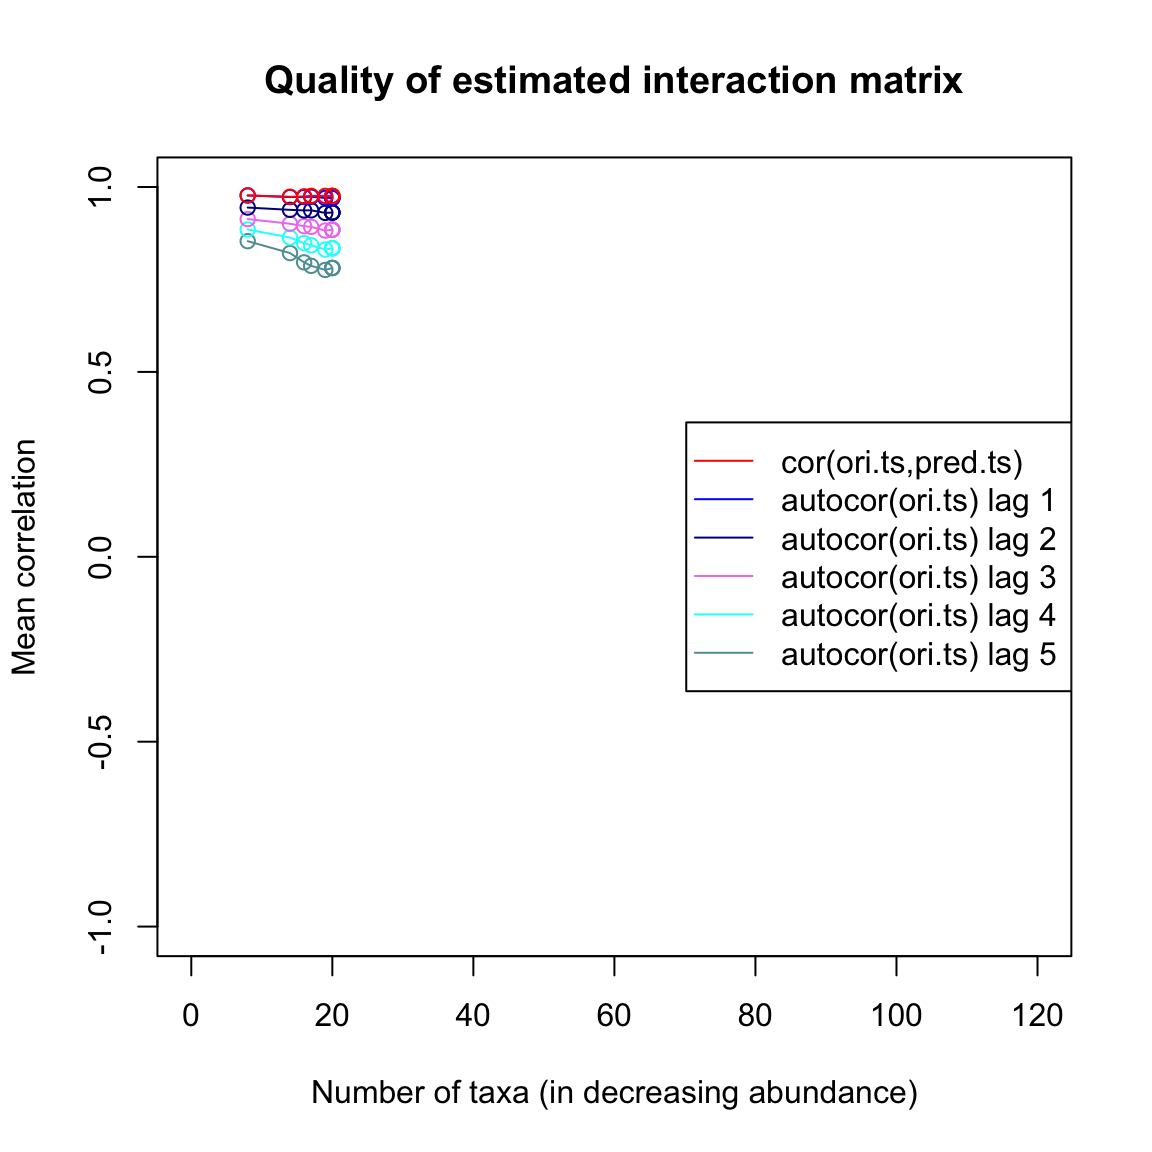 Quality of estimated interaction matrix
1.0
0.5
0.0
-0.5
-1.0
Mean correlation
cor(ori.ts,pred.ts)
autocor(ori.ts) lag 1
autocor(ori.ts) lag 2
autocor(ori.ts) lag 3
autocor(ori.ts) lag 4
autocor(ori.ts) lag 5
0 20 40 60 80 100 120
Number of taxa (in decreasing abundance)